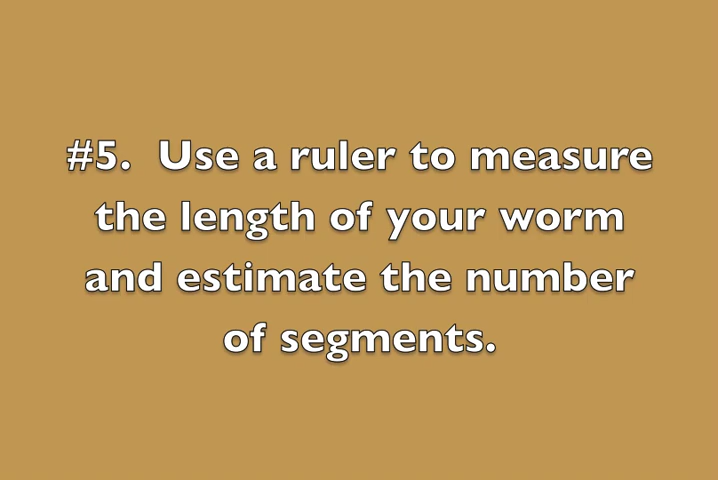 #5.  Use a ruler to measure
the length of your worm
and estimate the number
of segments.